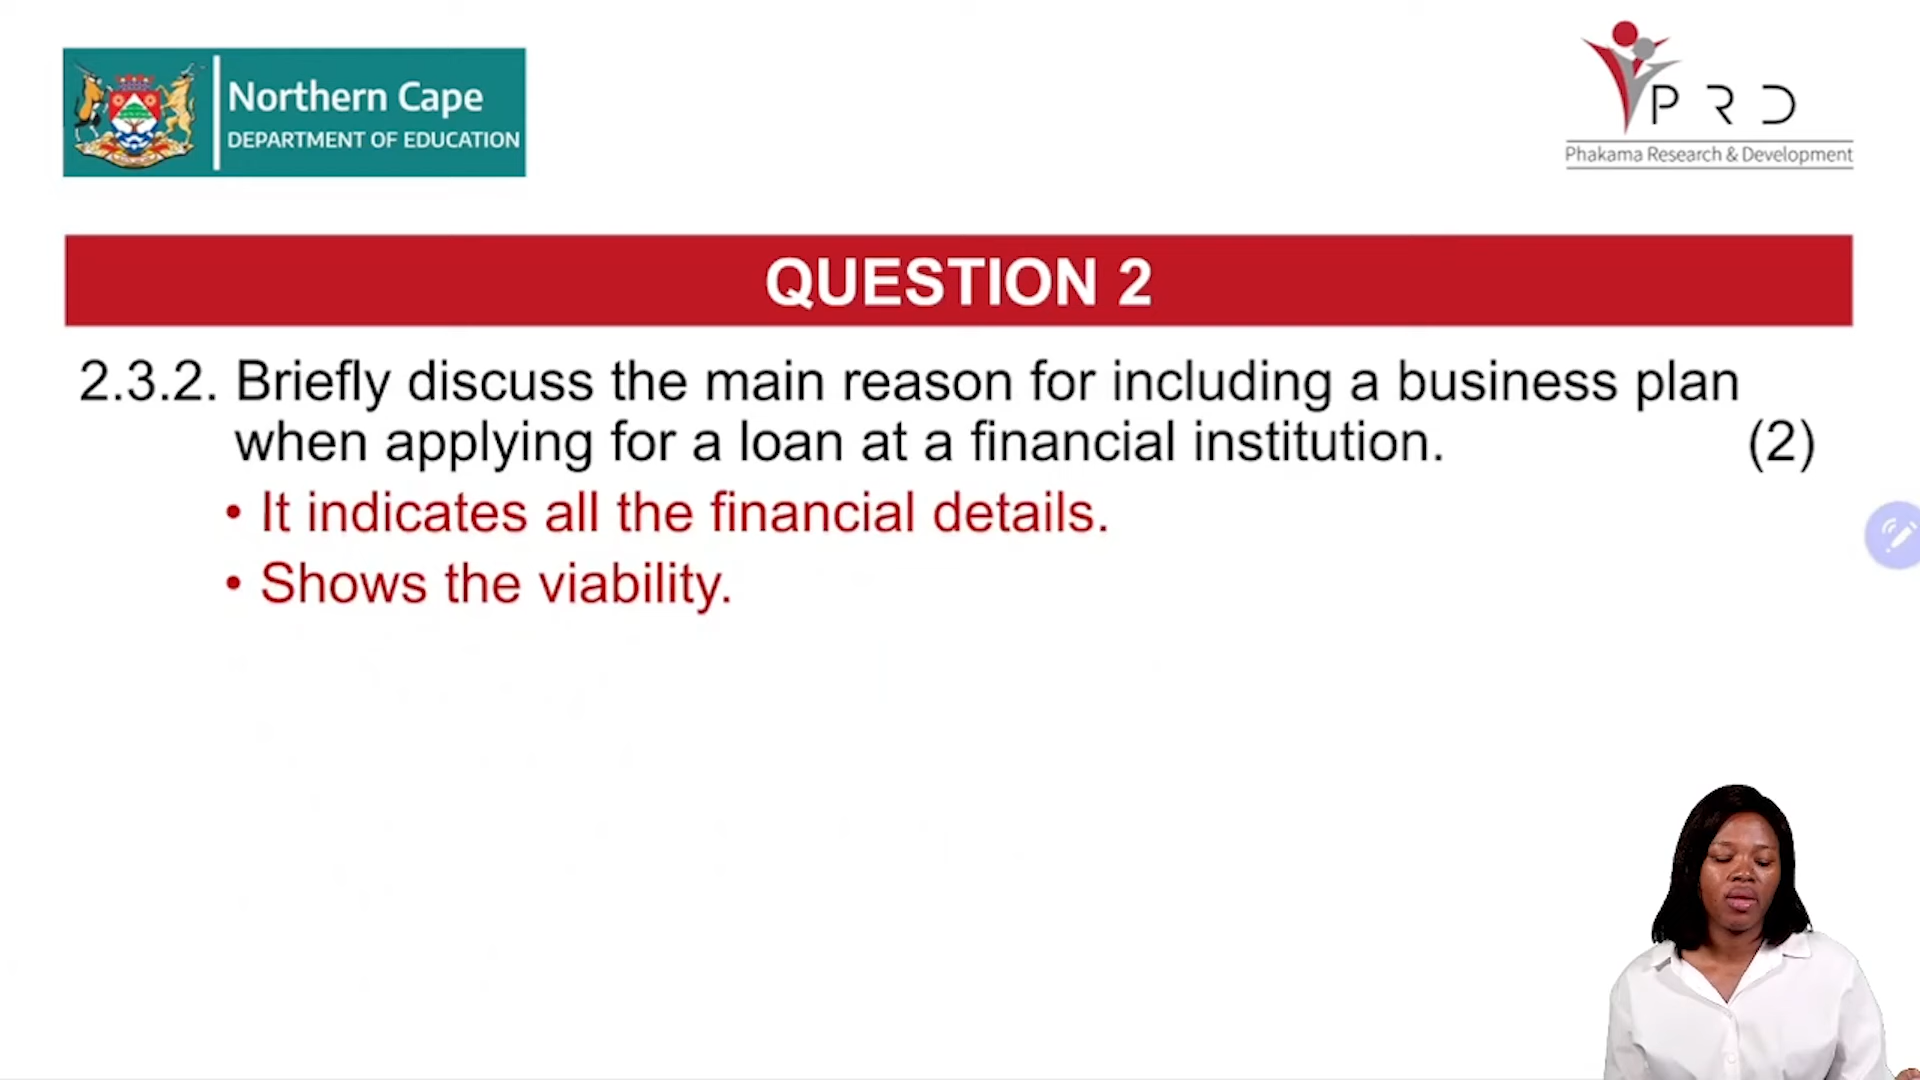 Northern Cape
DEPARTMENT OF EDUCATION
PRD
Phakama Research & Development
QUESTION 2
2.3.2. Briefly discuss the main reason for including a business plan
when applying for a loan at a financial institution. (2)
• It indicates all the financial details.
• Shows the viability.